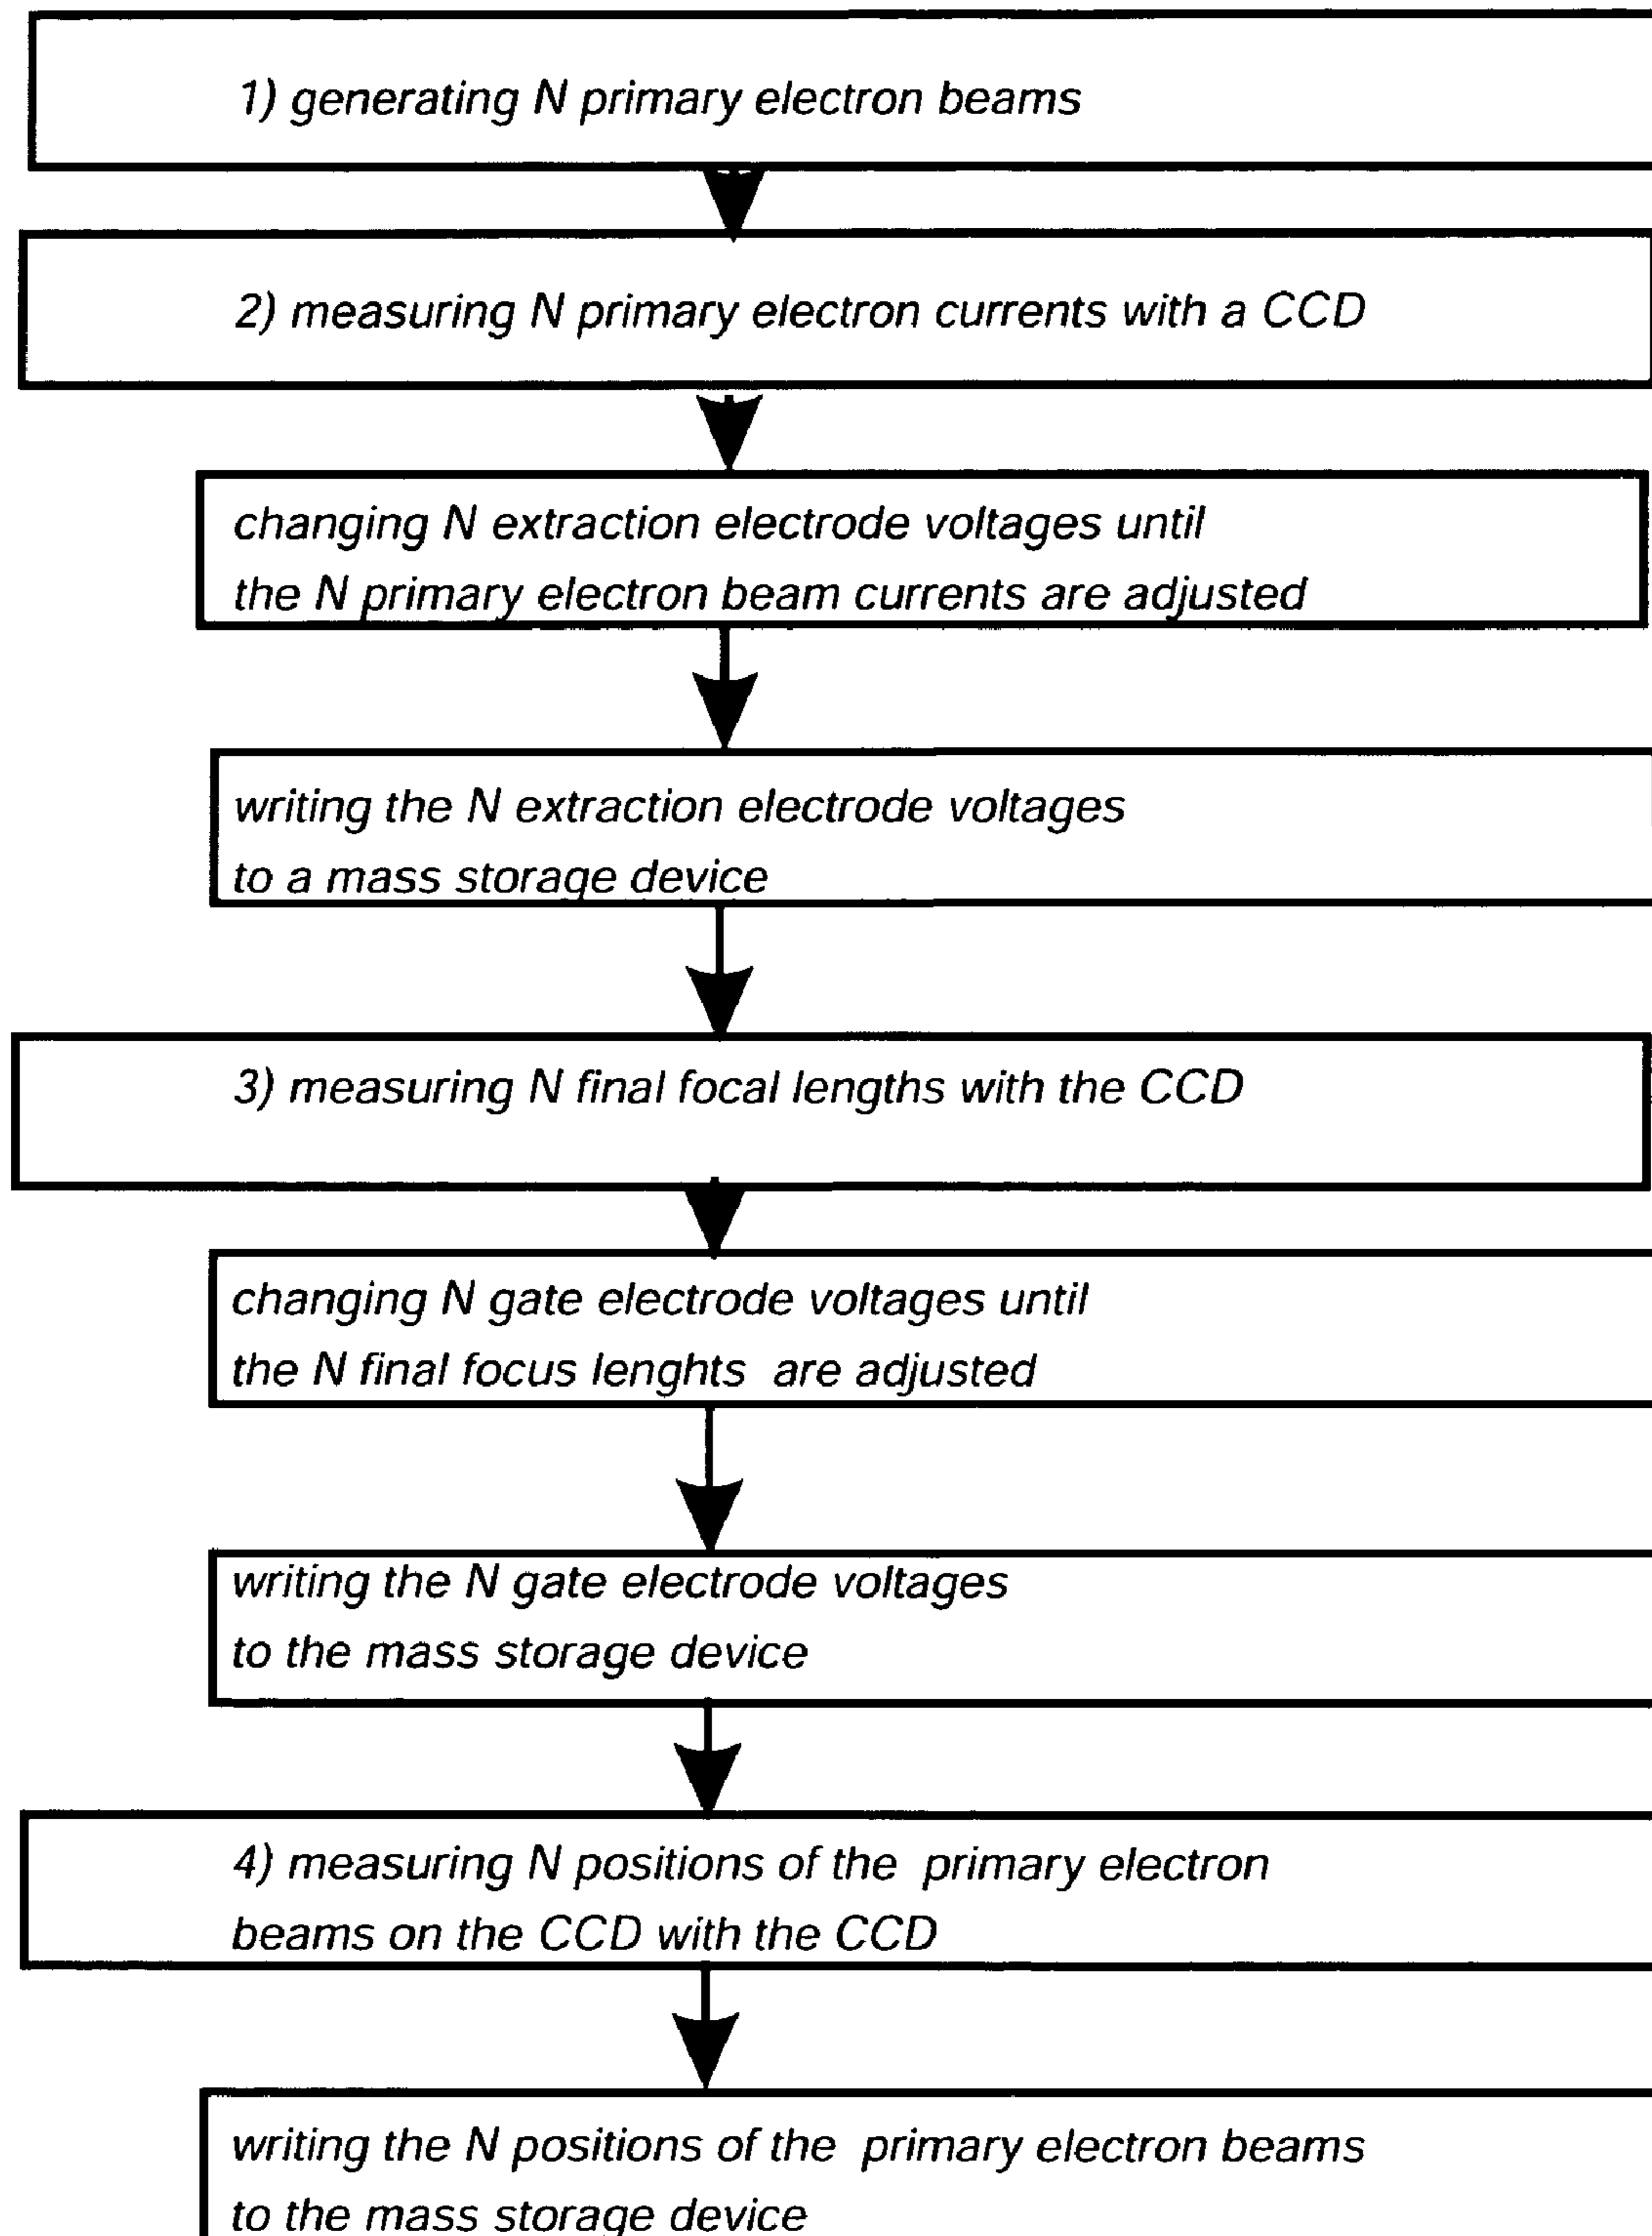 1) generating N primary electron beams
2) measuring N primary electron currents with a CCD
changing N extraction electrode voltages until
the N primary electron beam currents are adjusted
writing the N extraction electrode voltages
to a mass storage device
3) measuring N final focal lengths with the CCD
changing N gate electrode voltages until
the N final focus lenghts are adjusted
writing the N gate electrode voltages
to the mass storage device
4) measuring N positions of the primary electron
beams on the CCD with the CCD
writing the N positions of the primary electron beams
to the mass storage device